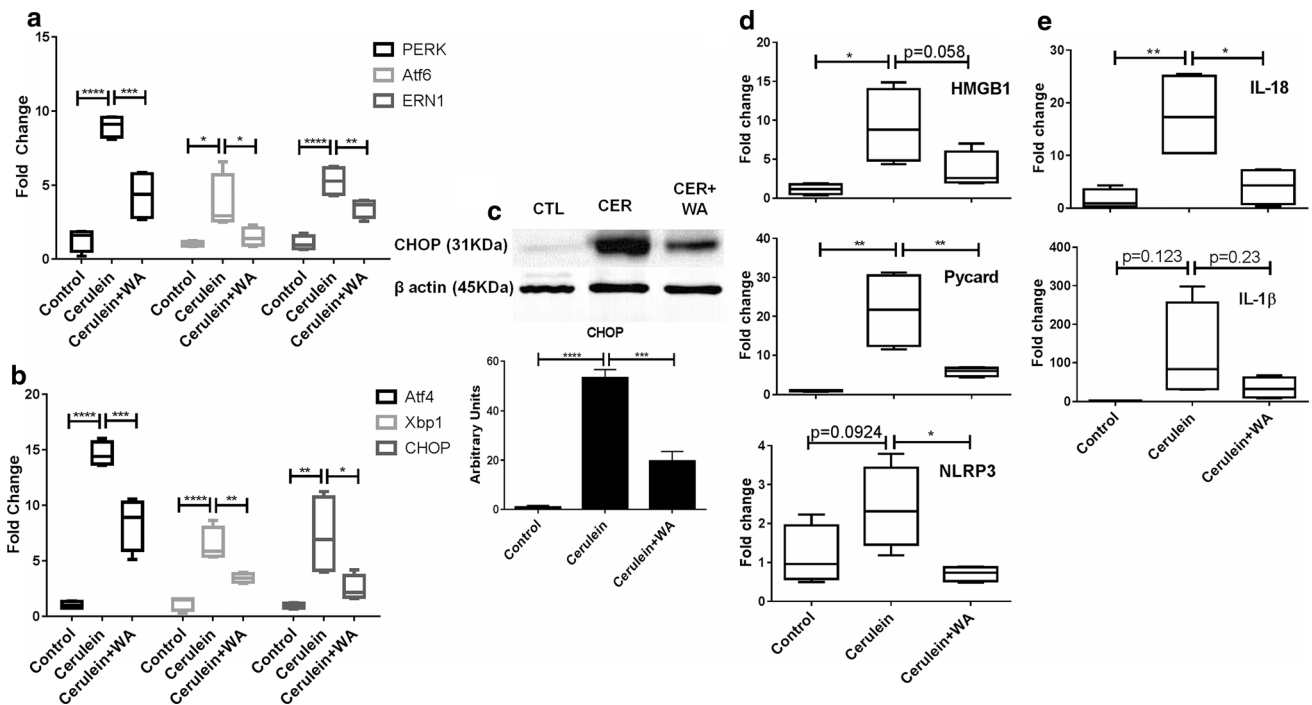 a
15
10
5
0
Fold Change
PERK
Atf6
ERN1
**** ***
* *
**** **
Control
Cerulein
Cerulein+WA
Control
Cerulein
Cerulein+WA
Control
Cerulein
Cerulein+WA
b
20
15
10
5
0
Fold Change
Atf4
Xbp1
CHOP
**** ***
**** **
** *
Control
Cerulein
Cerulein+WA
Control
Cerulein
Cerulein+WA
Control
Cerulein
Cerulein+WA
c
CTL CER CER+
WA
CHOP (31KDa)
β actin (45KDa)
CHOP
60
40
20
0
Arbitrary Units
**** ***
Control
Cerulein
Cerulein+WA
d
20
15
10
5
0
Fold change
* p=0.058
HMGB1
40
30
20
10
0
Fold change
** **
Pycard
4
3
2
1
0
Fold change
p=0.0924 *
NLRP3
Control
Cerulein
Cerulein+WA
e
30
20
10
0
Fold change
** *
IL-18
400
300
200
100
0
Fold change
p=0.123 p=0.23
IL-1β
Control
Cerulein
Cerulein+WA